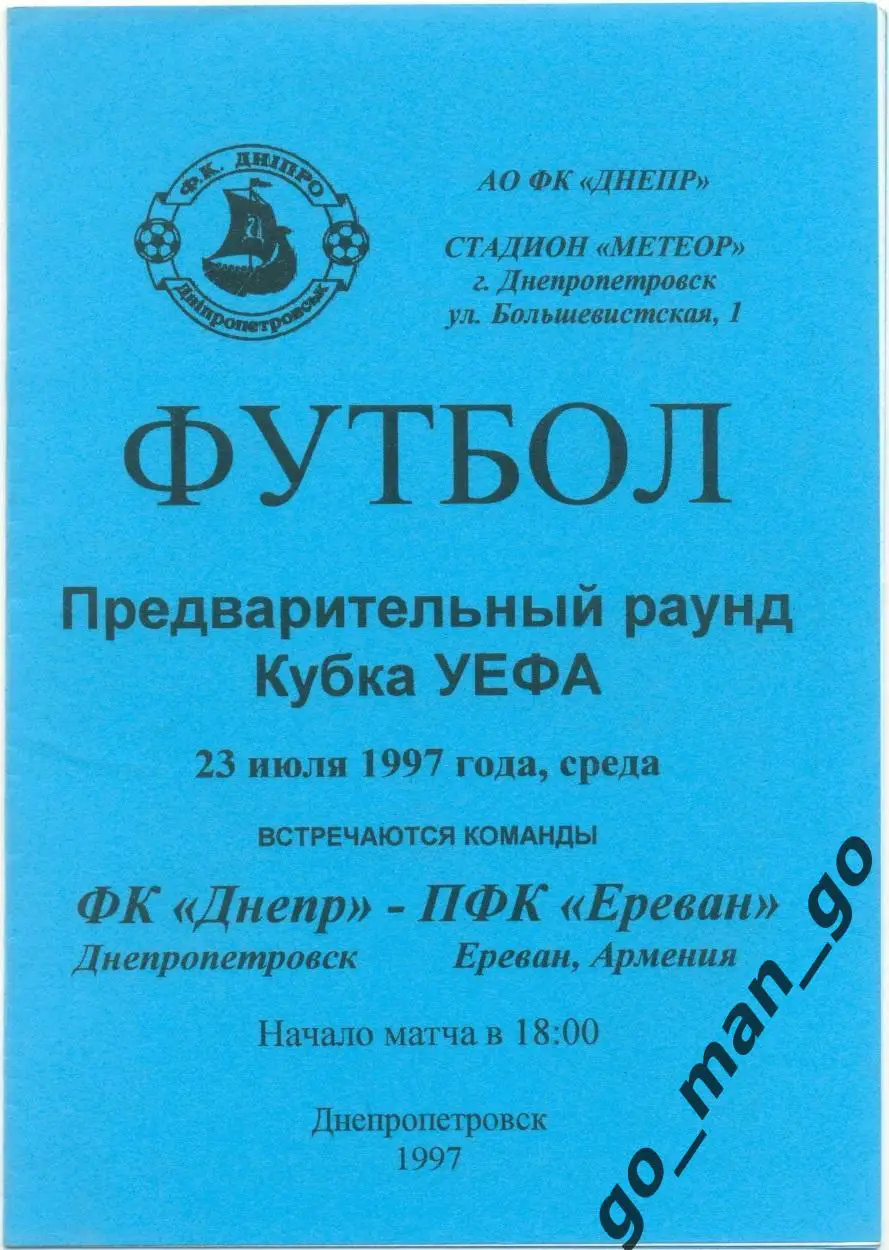 Ф.К. ДНІПРО
Дніпропетровськ
АО ФК «ДНЕПР»
СТАДИОН «МЕТЕОР»
г. Днепропетровск
ул. Большевистская, 1
ФУТБОЛ
Предварительный раунд
Кубка УЕФА
23 июля 1997 года, среда
ВСТРЕЧАЮТСЯ КОМАНДЫ
ФК «Днепр» - ПФК «Ереван»
Днепропетровск Ереван, Армения
Начало матча в 18:00
Днепропетровск
1997
go_man_go